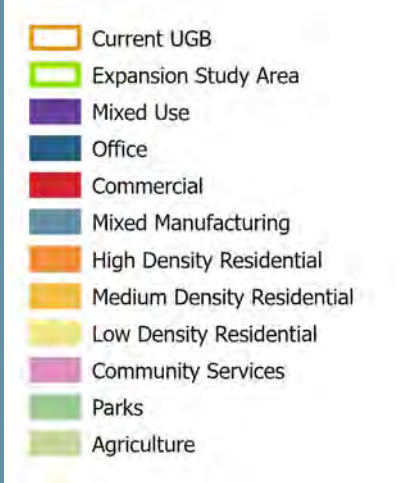 Current UGB
Expansion Study Area
Mixed Use
Office
Commercial
Mixed Manufacturing
High Density Residential
Medium Density Residential
Low Density Residential
Community Services
Parks
Agriculture